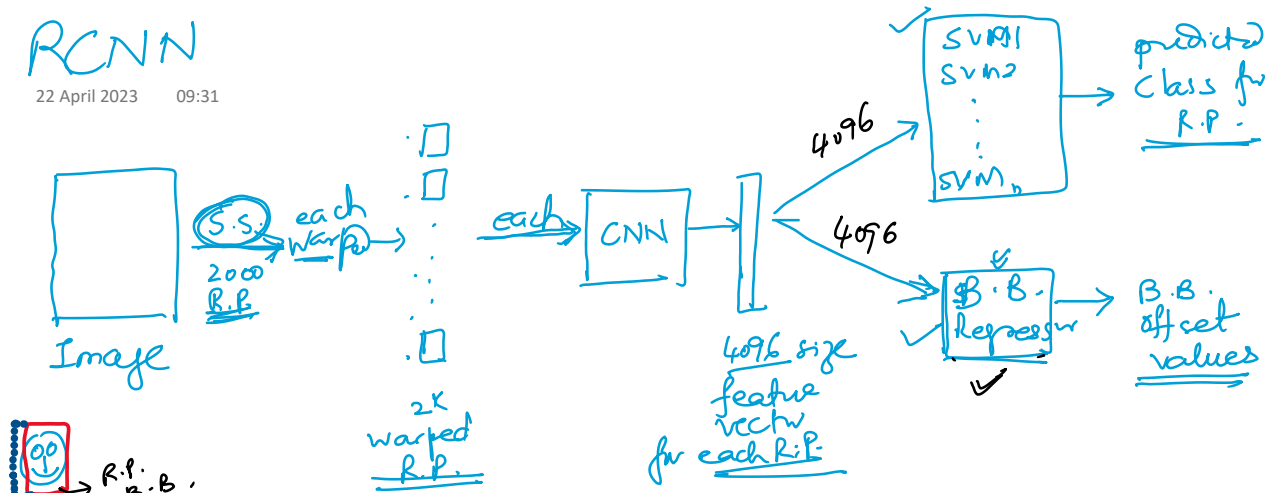 RCNN
22 April 2023 09:31
Image
S.S.
2000
R.P.
each
warped
2K
warped
R.P.
each
CNN
4096 size
feature
vector
for each R.P.
4096
4096
SVM1
SVM2
SVMn
predicted
Class for
R.P.
B.B.
Regressor
B.B.
offset
values
R.P.
B.B.